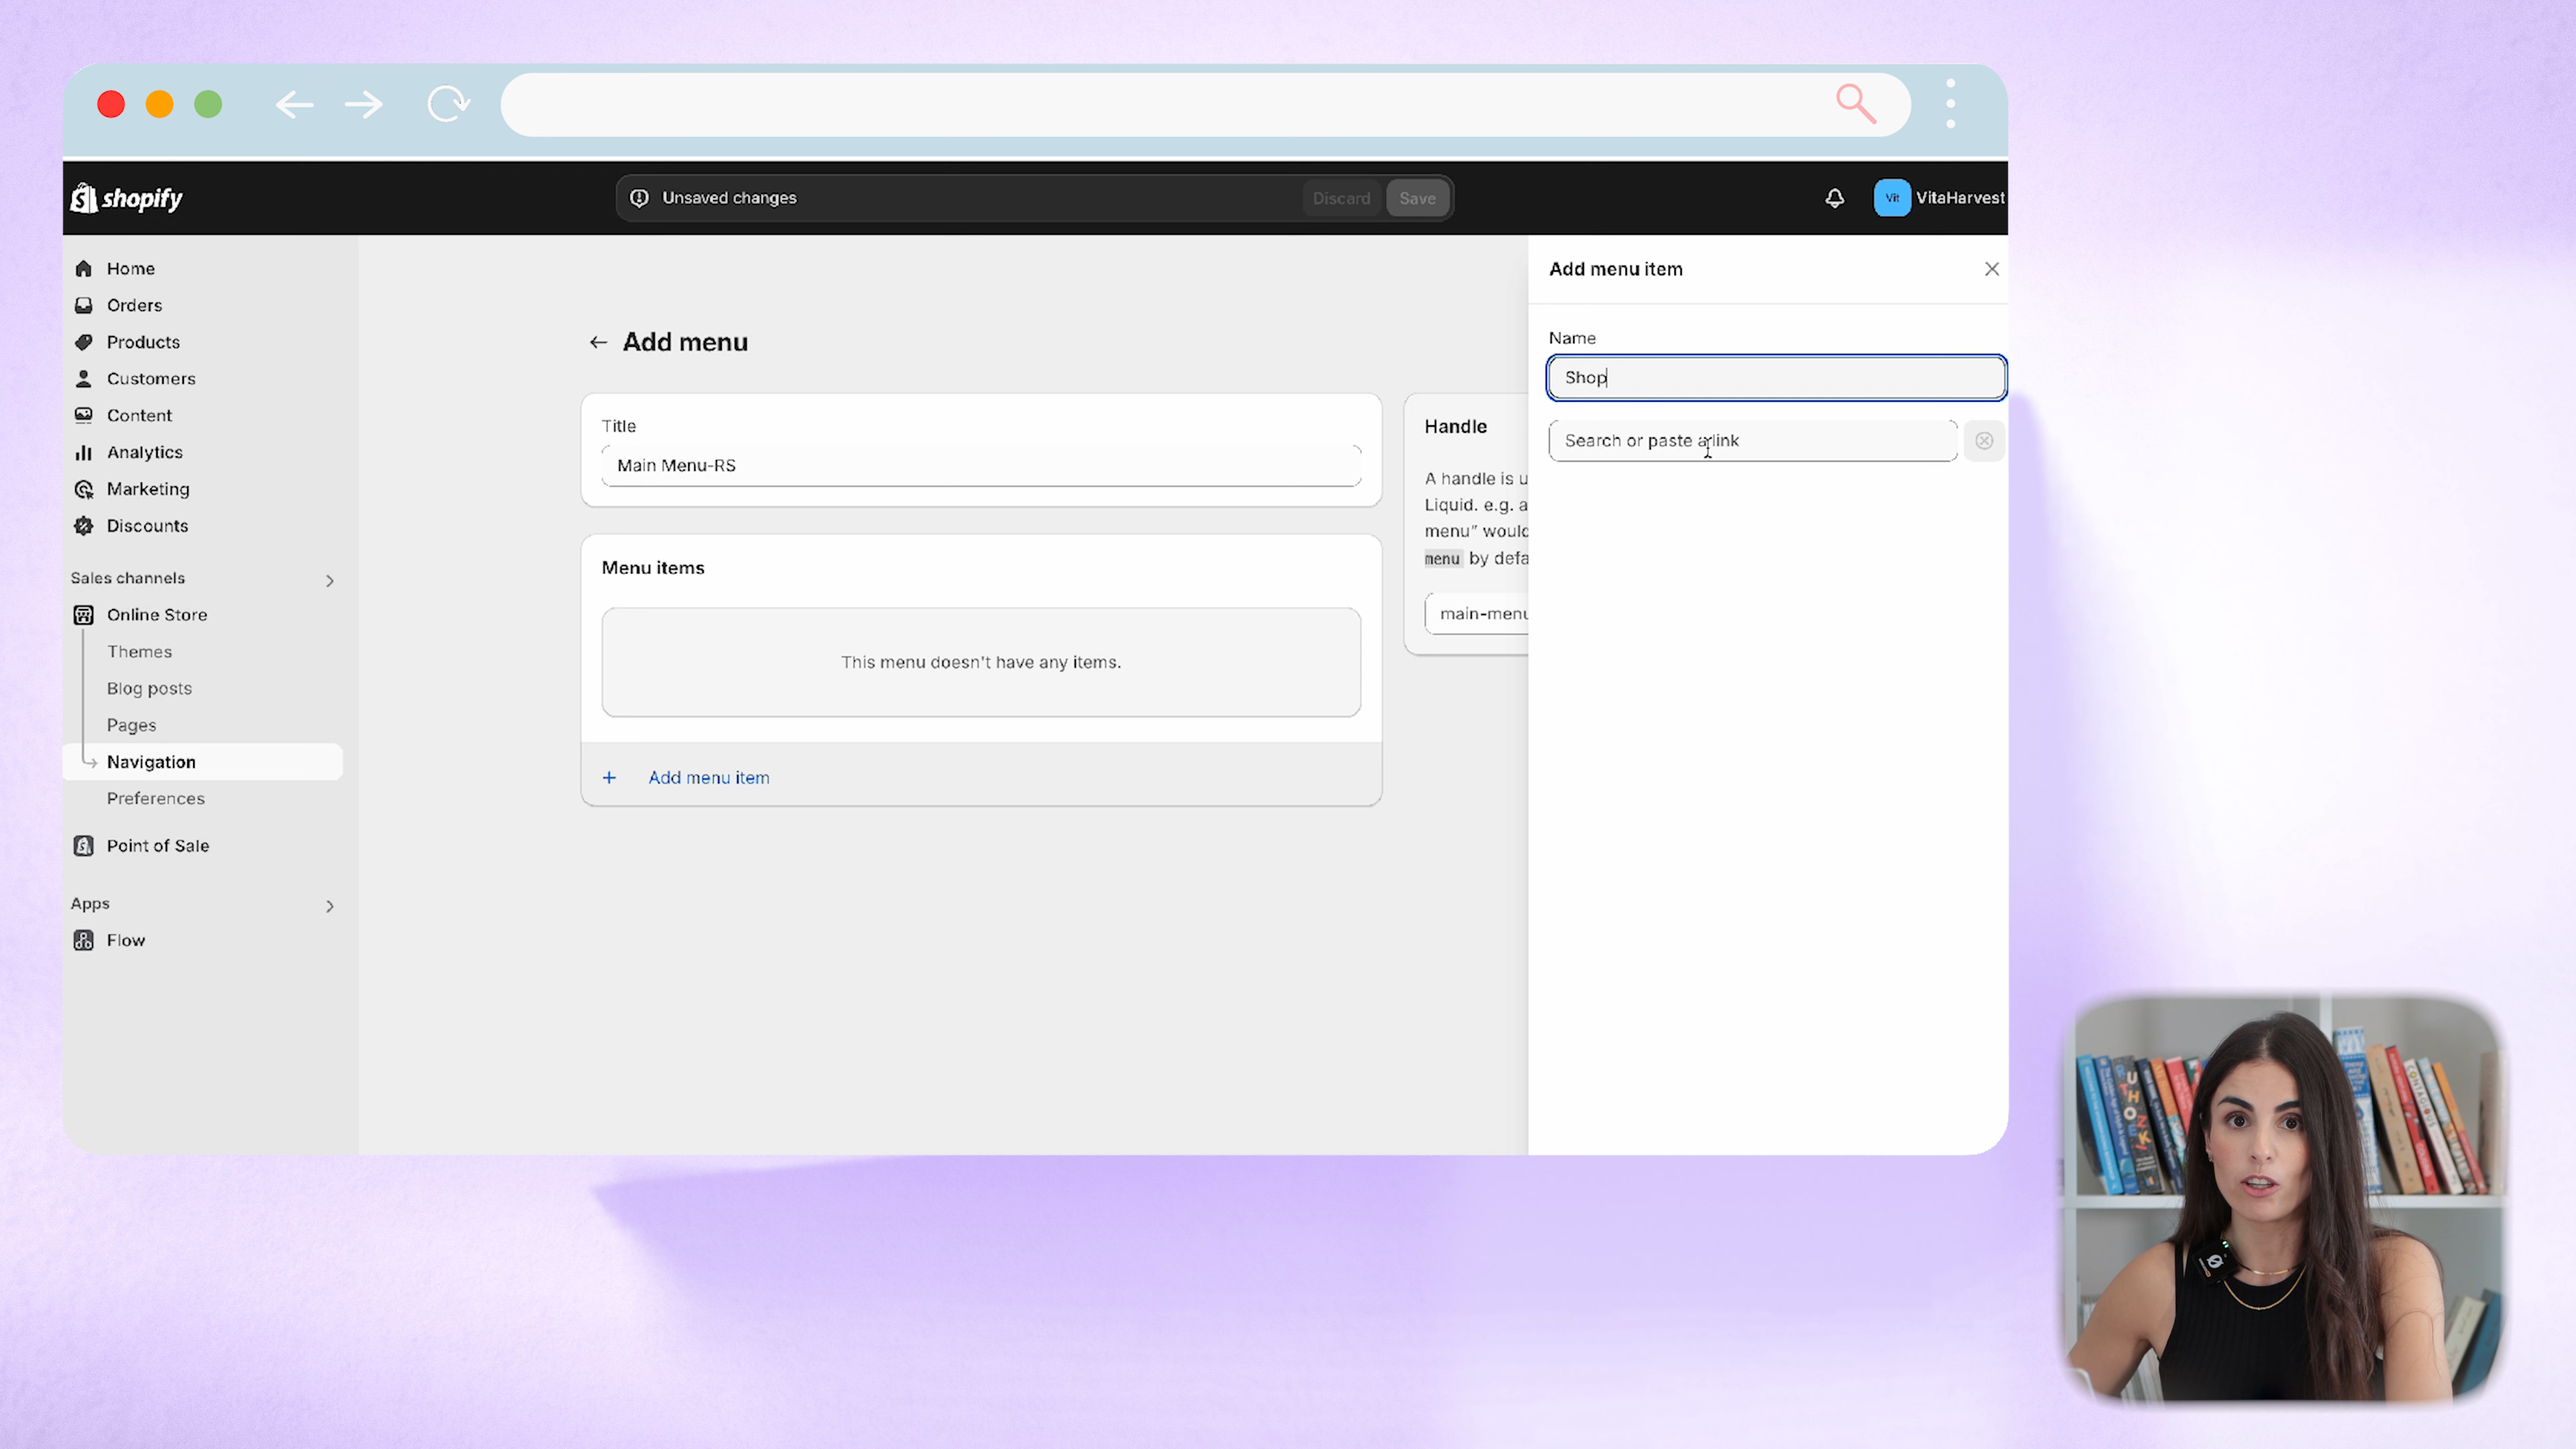 shopify
Unsaved changes
Discard
Save
Vit
VitaHarvest
Home
Orders
Products
Customers
Content
Analytics
Marketing
Discounts
Sales channels
Online Store
Themes
Blog posts
Pages
Navigation
Preferences
Point of Sale
Apps
Flow
Add menu
Title
Main Menu-RS
Menu items
This menu doesn't have any items.
+ Add menu item
Handle
A handle is u
Liquid. e.g. a
menu" would
menu by defa
main-menu
Add menu item
Name
Shop
Search or paste a link
CONTAGIOUS